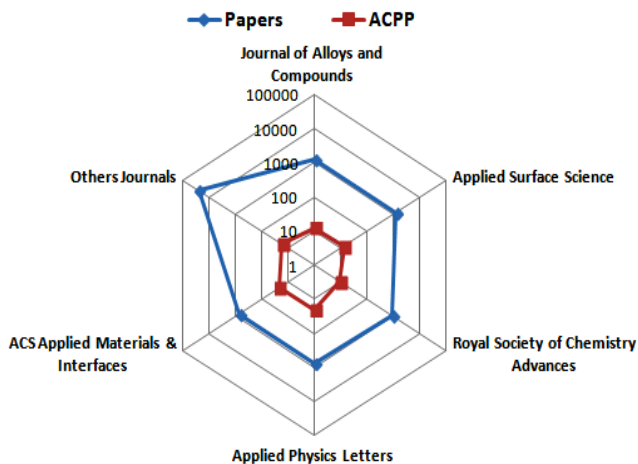 Papers ACPP
Journal of Alloys and
Compounds
100000
10000
1000
100
10
1
Others Journals
Applied Surface Science
ACS Applied Materials &
Interfaces
Royal Society of Chemistry
Advances
Applied Physics Letters